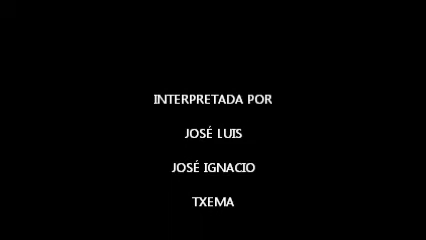 INTERPRETADA POR
JOSÉ LUIS
JOSÉ IGNACIO
TXEMA